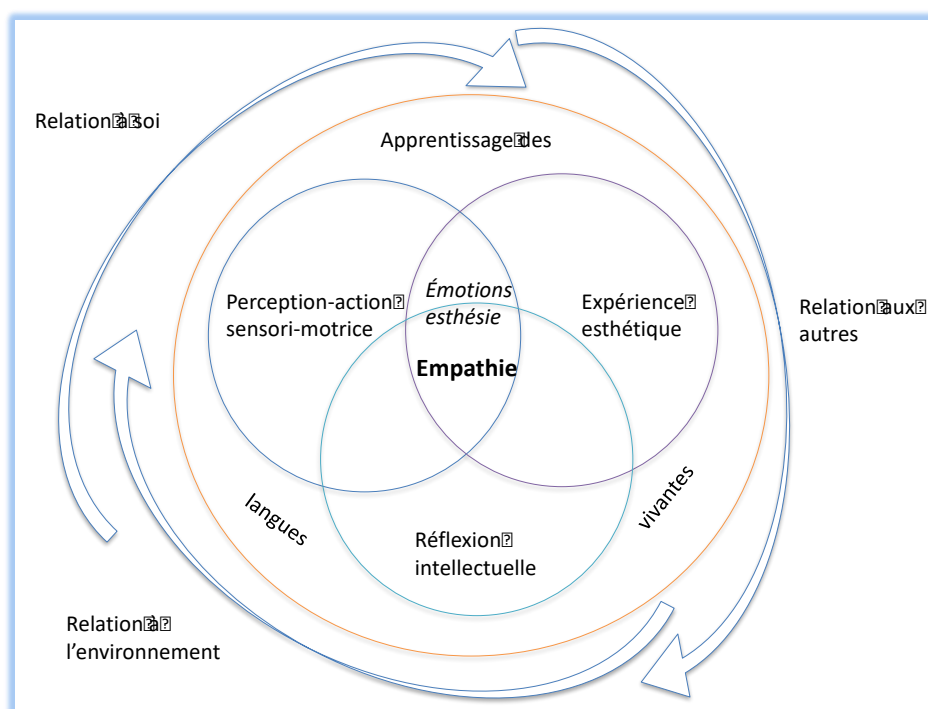 Relation à soi
Apprentissage des
Émotions
esthésie
Perception-action
sensori-motrice
Expérience
esthétique
Relation aux
autres
Empathie
langues
vivantes
Réflexion
intellectuelle
Relation à
l’environnement